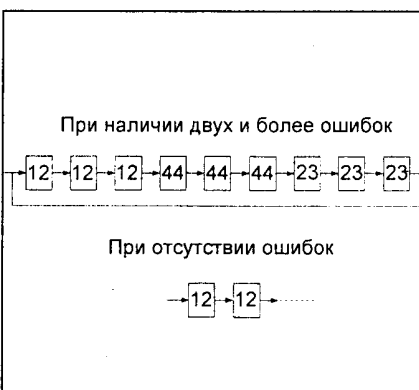 При наличии двух и более ошибок
12 12 12 44 44 44 23 23 23
При отсутствии ошибок
12 12